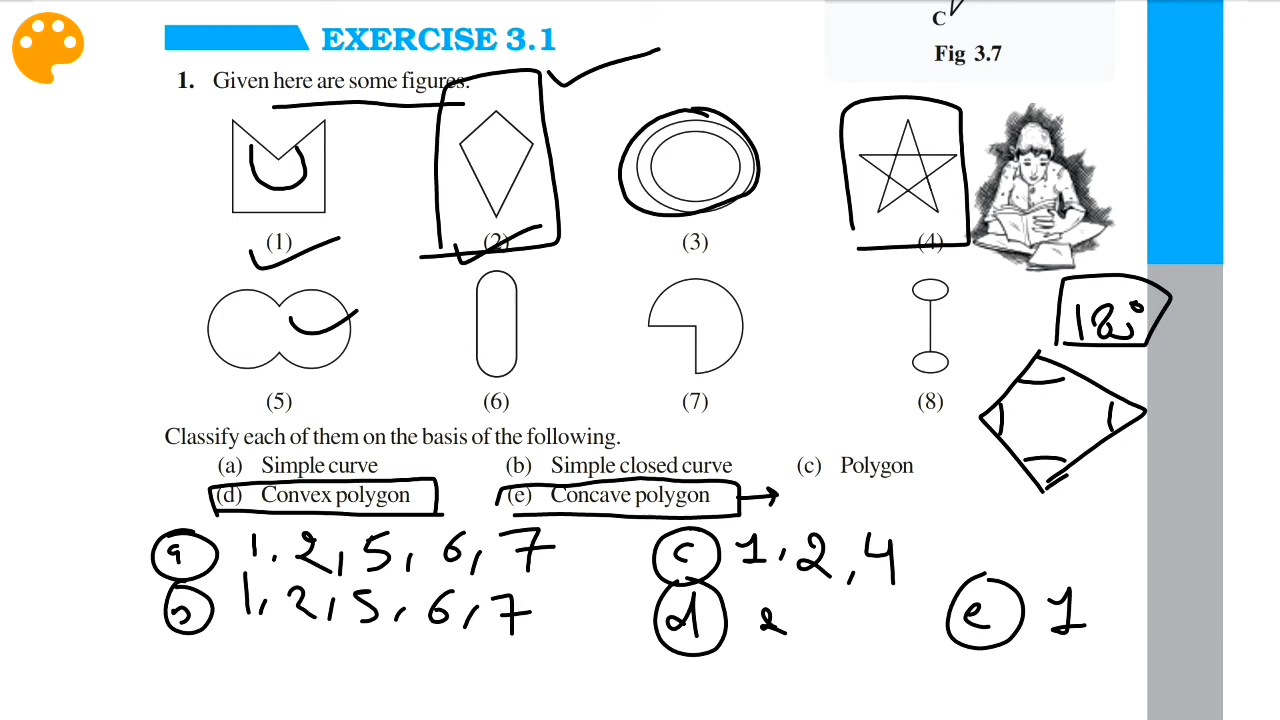 C
Fig 3.7
EXERCISE 3.1
1. Given here are some figures.
(1) (2) (3) (4)
180°
(5) (6) (7) (8)
Classify each of them on the basis of the following.
(a) Simple curve (b) Simple closed curve (c) Polygon
(d) Convex polygon (e) Concave polygon
a 1, 2, 5, 6, 7 c 1, 2, 4
b 1, 2, 5, 6, 7 d 2 e 1